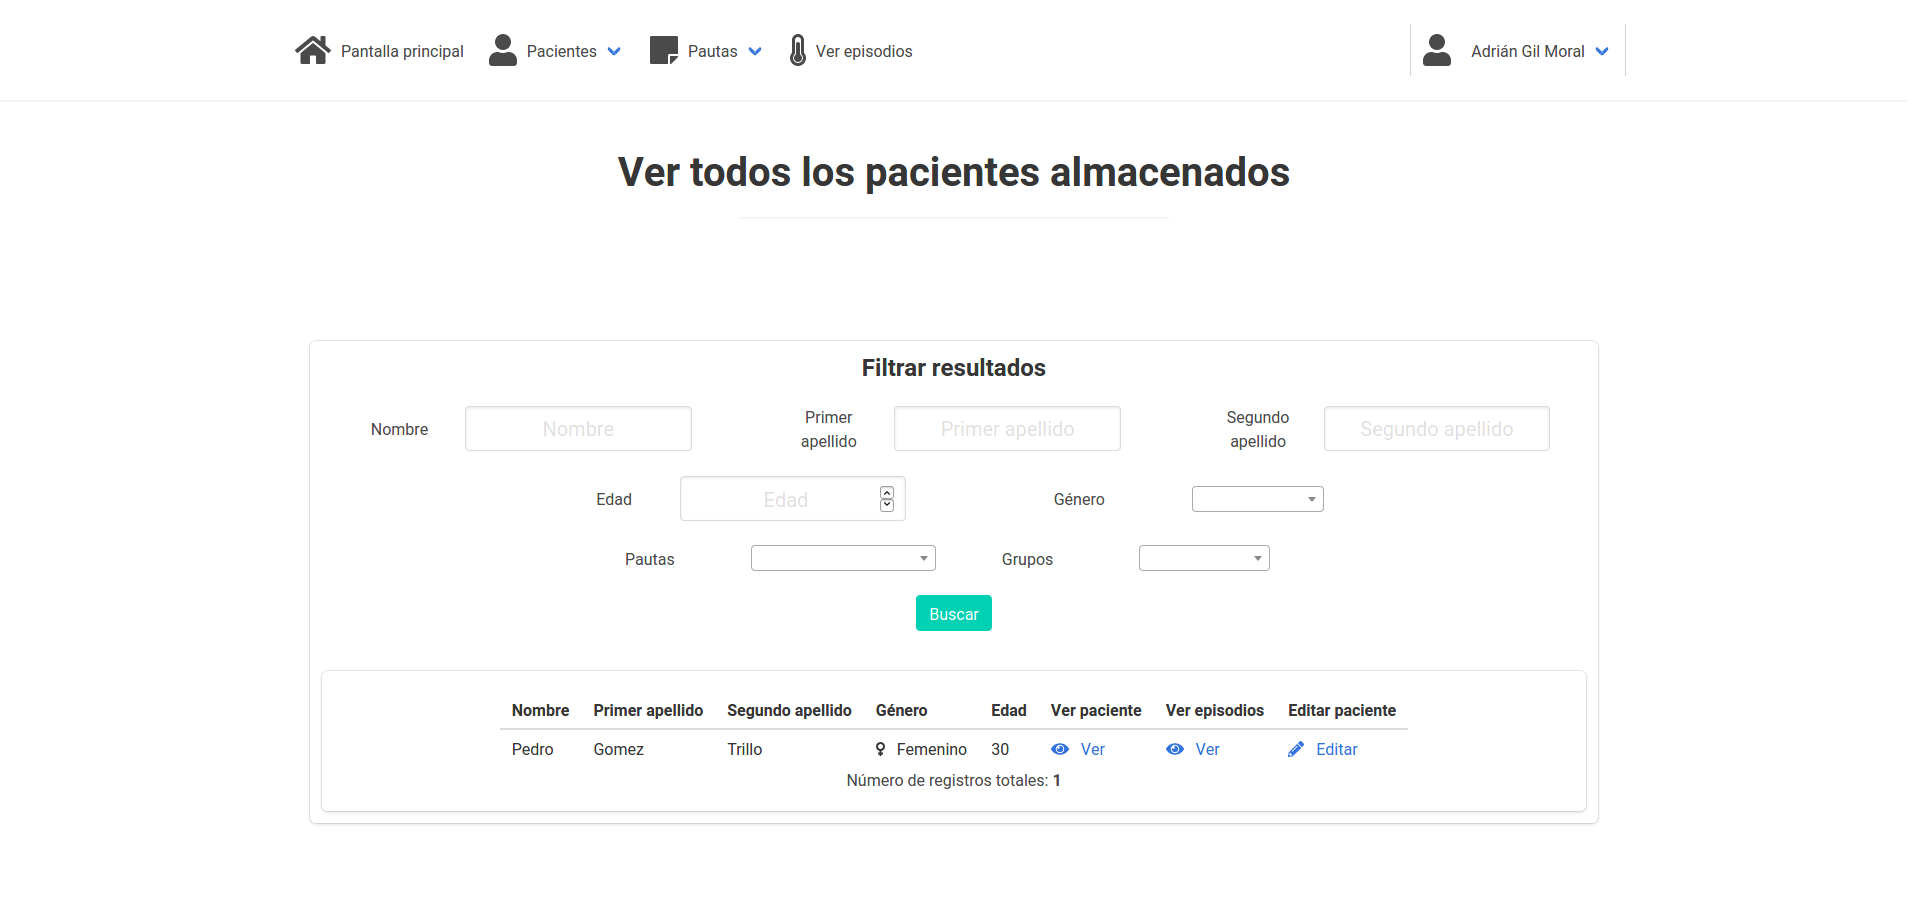 Pantalla principal Pacientes Pautas Ver episodios Adrián Gil Moral
Ver todos los pacientes almacenados
Filtrar resultados
Nombre Nombre Primer apellido Primer apellido Segundo apellido Segundo apellido
Edad Edad Género
Pautas Grupos
Buscar
Nombre Primer apellido Segundo apellido Género Edad Ver paciente Ver episodios Editar paciente
Pedro Gomez Trillo Femenino 30 Ver Ver Editar
Número de registros totales: 1